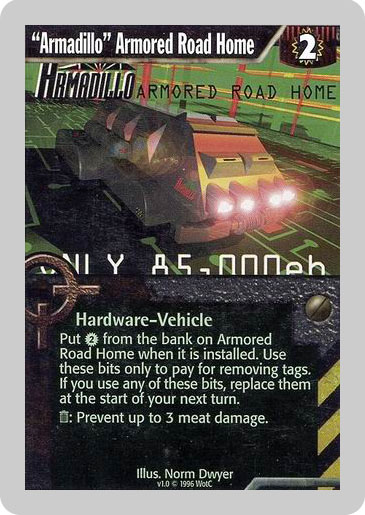 “Armadillo” Armored Road Home
2
ARMADILLO ARMORED ROAD HOME
ONLY 85,000eb
Hardware–Vehicle
Put 2 from the bank on Armored
Road Home when it is installed. Use
these bits only to pay for removing tags.
If you use any of these bits, replace them
at the start of your next turn.
: Prevent up to 3 meat damage.
Illus. Norm Dwyer
v1.0 © 1996 WotC